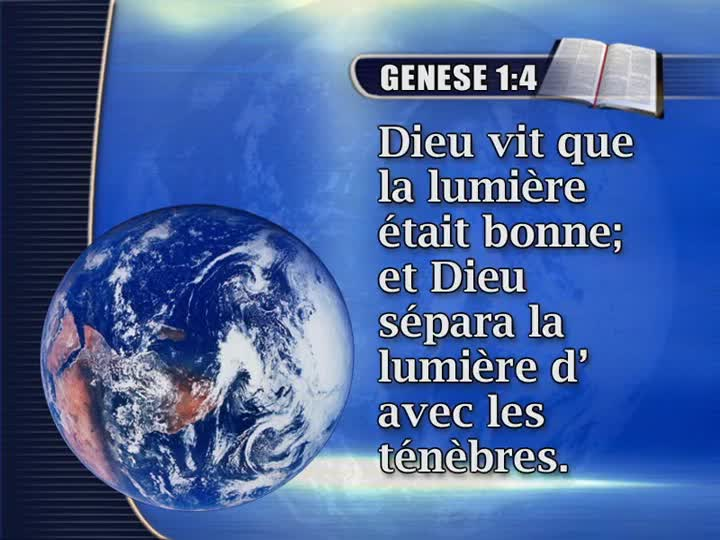 GENESE 1:4
Dieu vit que
la lumière
était bonne;
et Dieu
sépara la
lumière d'
avec les
ténèbres.